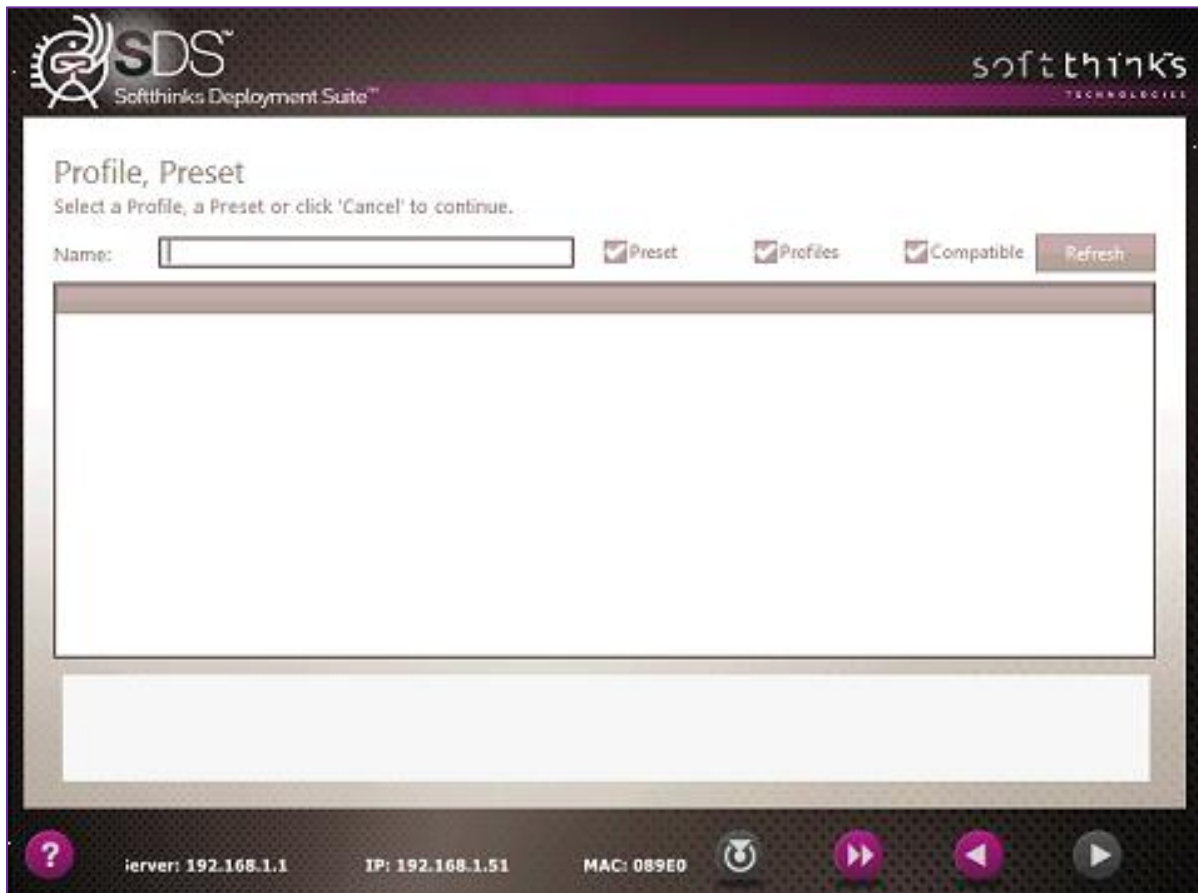 SDS™
Softthinks Deployment Suite™
softthinks
TECHNOLOGIES
Profile, Preset
Select a Profile, a Preset or click 'Cancel' to continue.
Name:
Preset
Profiles
Compatible
Refresh
?
Server: 192.168.1.1
IP: 192.168.1.51
MAC: 089E0